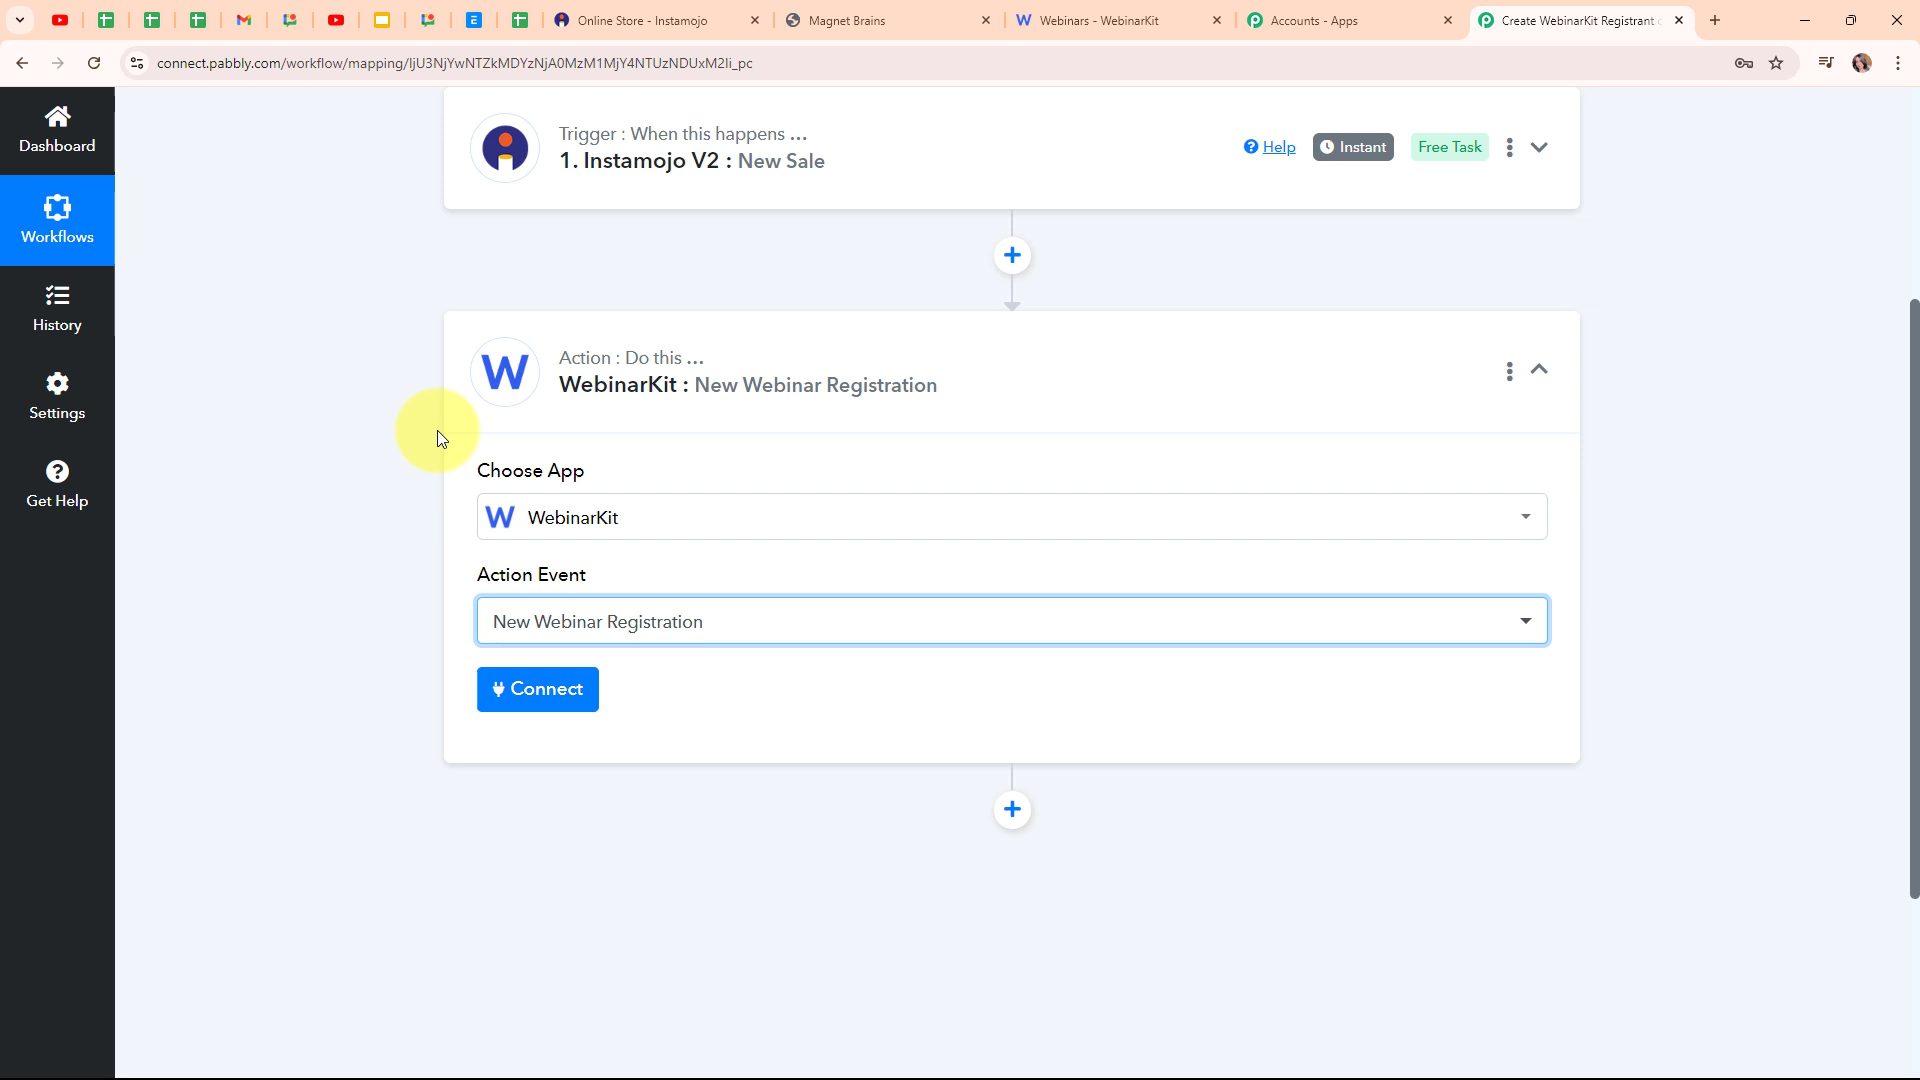 Online Store - Instamojo
Magnet Brains
Webinars - WebinarKit
Accounts - Apps
Create WebinarKit Registrant
connect.pabbly.com/workflow/mapping/IjU3NjYwNTZkMDYzNjA0MzM1MjY4NTUzNDUxM2Ii_pc
Dashboard
Workflows
History
Settings
Get Help
Trigger : When this happens ...
1. Instamojo V2 : New Sale
Help
Instant
Free Task
Action : Do this ...
WebinarKit : New Webinar Registration
Choose App
WebinarKit
Action Event
New Webinar Registration
Connect